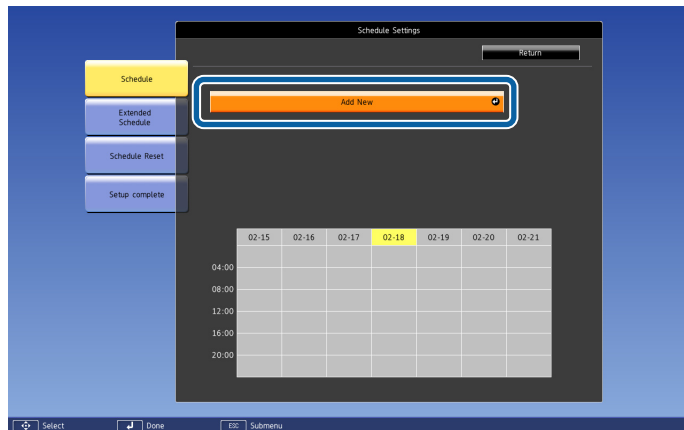 Schedule Settings
Return
Schedule
Add New
Extended
Schedule
Schedule Reset
Setup complete
02-15 02-16 02-17 02-18 02-19 02-20 02-21
04:00
08:00
12:00
16:00
20:00
Select Done ESC Submenu